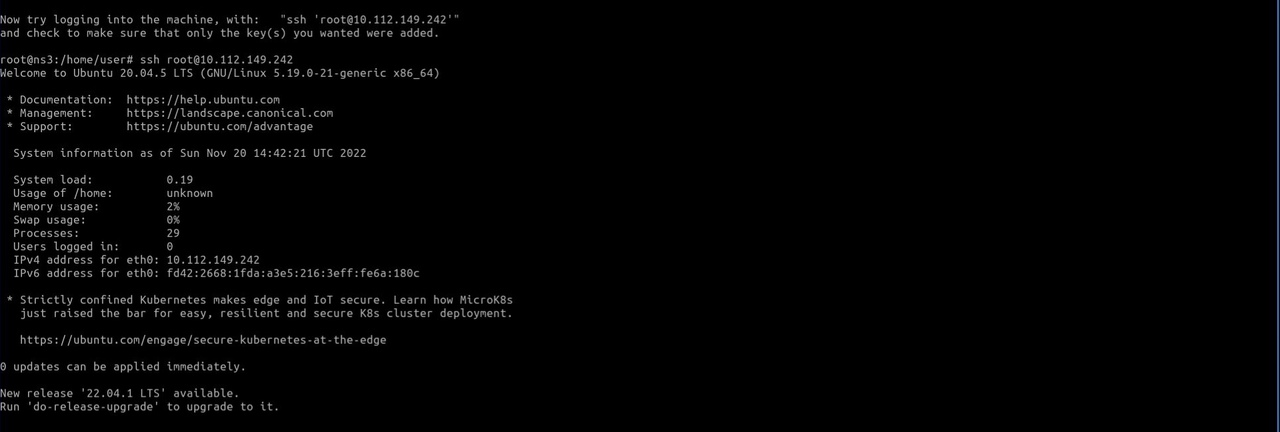 Now try logging into the machine, with:   "ssh 'root@10.112.149.242'"
and check to make sure that only the key(s) you wanted were added.
root@ns3:/home/user# ssh root@10.112.149.242
Welcome to Ubuntu 20.04.5 LTS (GNU/Linux 5.19.0-21-generic x86_64)
* Documentation:  https://help.ubuntu.com
* Management:     https://landscape.canonical.com
* Support:        https://ubuntu.com/advantage
System information as of Sun Nov 20 14:42:21 UTC 2022
System load:           0.19
Usage of /home:        unknown
Memory usage:          2%
Swap usage:            0%
Processes:             29
Users logged in:       0
IPv4 address for eth0: 10.112.149.242
IPv6 address for eth0: fd42:2668:1fda:a3e5:216:3eff:fe6a:180c
* Strictly confined Kubernetes makes edge and IoT secure. Learn how MicroK8s
just raised the bar for easy, resilient and secure K8s cluster deployment.
https://ubuntu.com/engage/secure-kubernetes-at-the-edge
0 updates can be applied immediately.
New release '22.04.1 LTS' available.
Run 'do-release-upgrade' to upgrade to it.